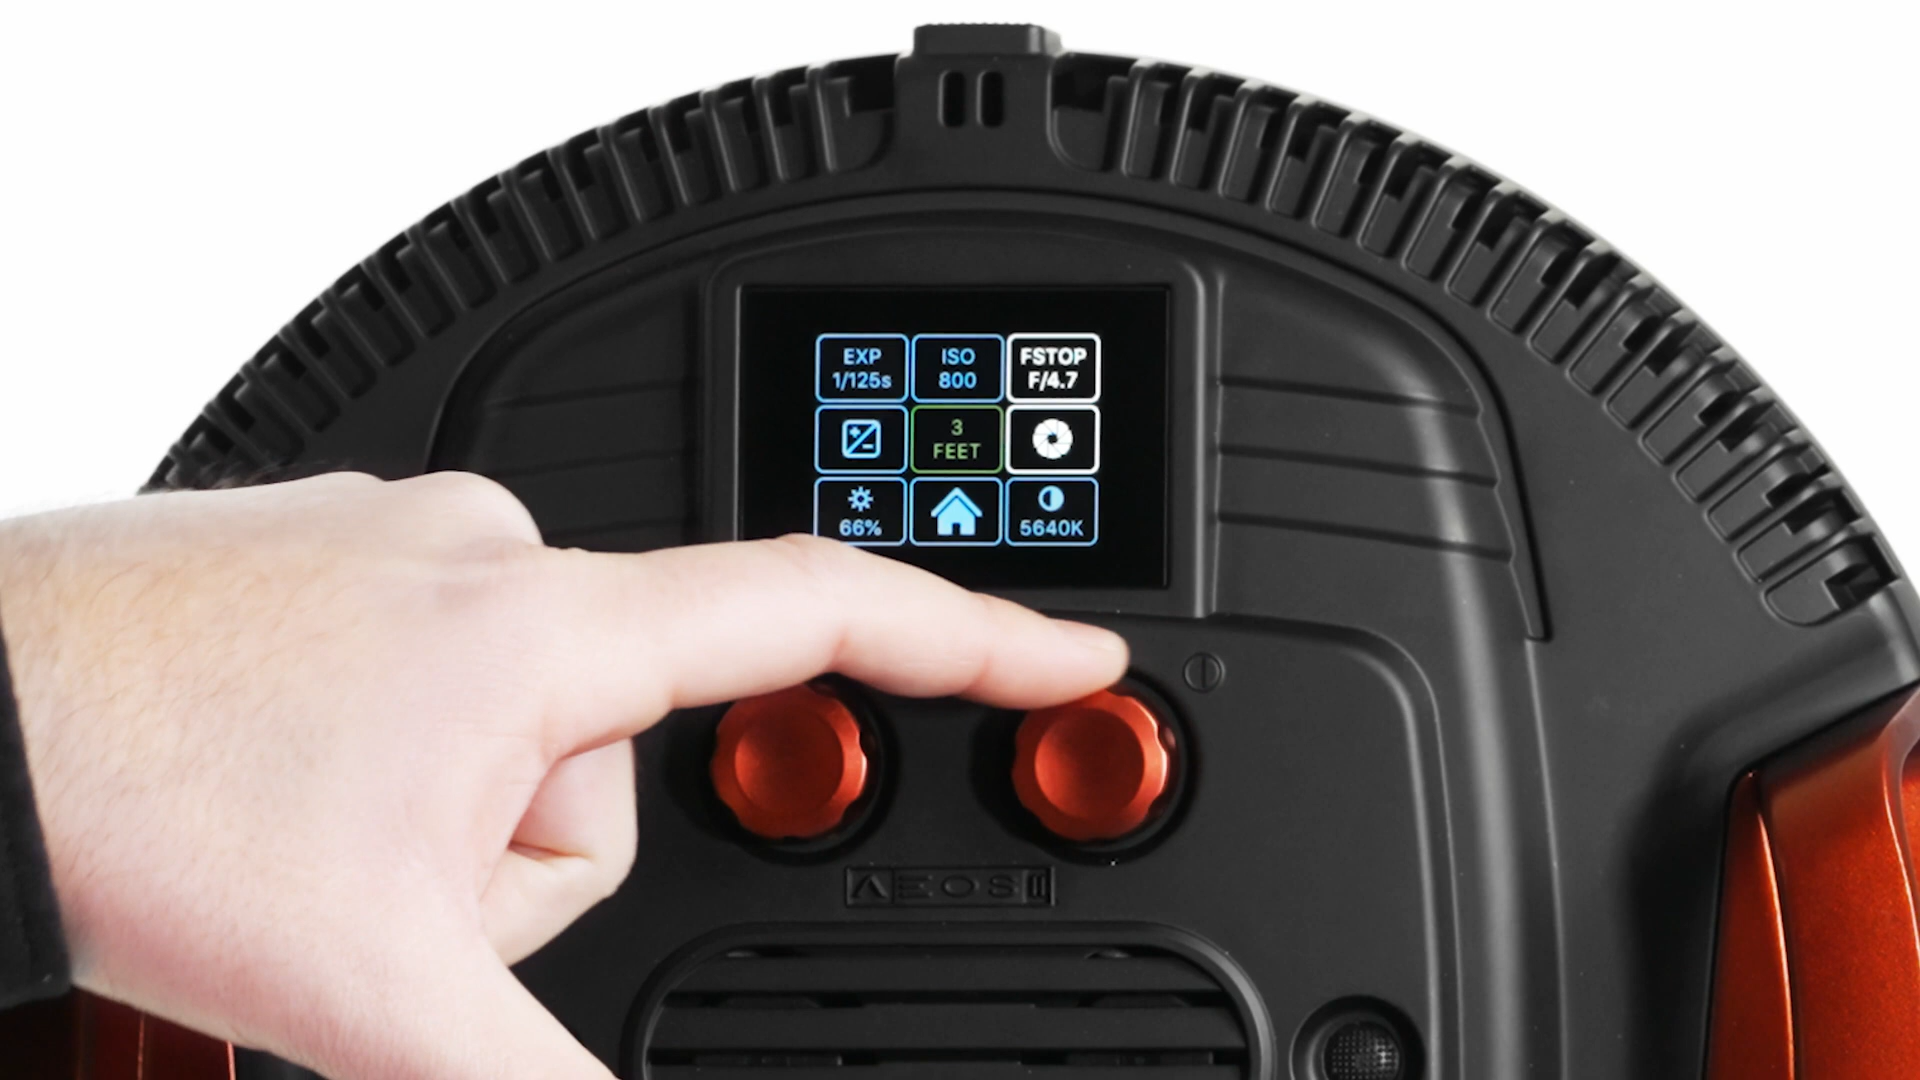 EXP
1/125s
ISO
800
FSTOP
F/4.7
3
FEET
66%
5640K
AEOS II